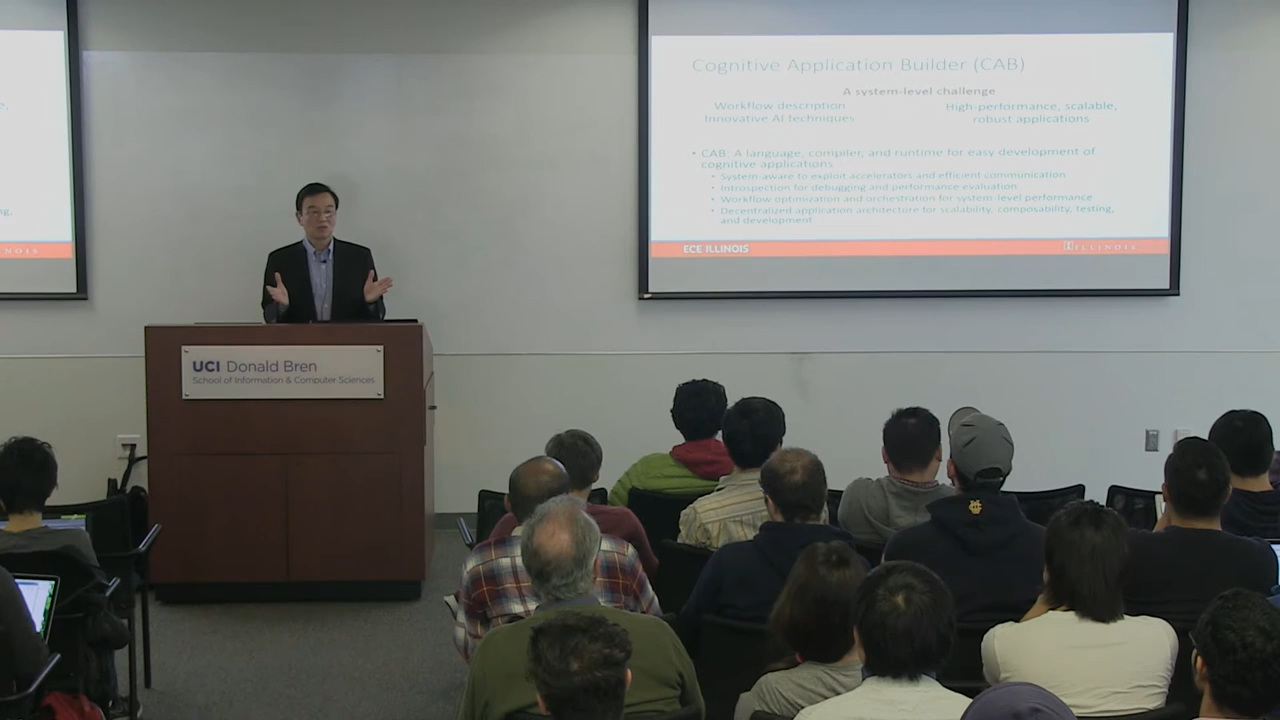 Cognitive Application Builder (CAB)
A system-level challenge
Workflow description
Innovative AI techniques
High-performance, scalable,
robust applications
• CAB: A language, compiler, and runtime for easy development of
cognitive applications
• System-aware to exploit accelerators and efficient communication
• Introspection for debugging and performance evaluation
• Workflow optimization and orchestration for system-level performance
• Decentralized application architecture for scalability, composability, testing,
and development
ECE ILLINOIS
ILLINOIS
UCI Donald Bren
School of Information & Computer Sciences